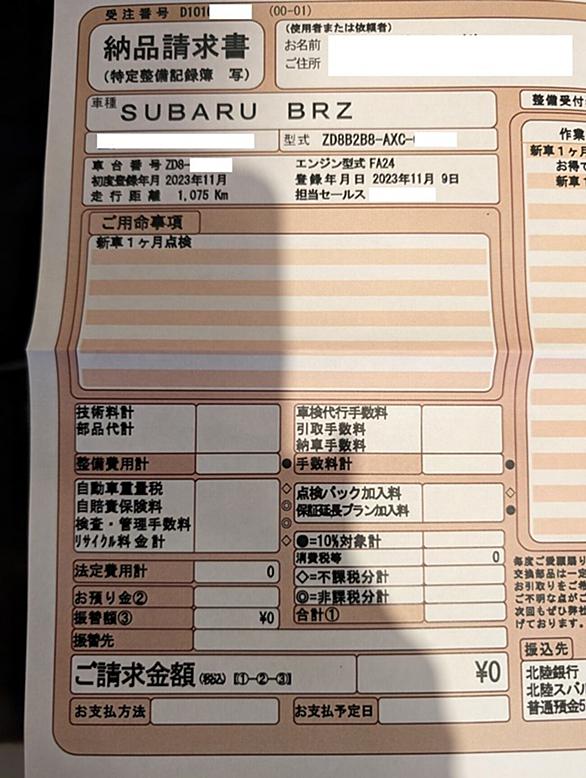 受注番号 D101 (00-01)
納品請求書
(特定整備記録簿 写)
(使用者または依頼者)
お名前
ご住所
車種 SUBARU BRZ
型式 ZD8B2B8-AXC-
車台番号 ZD8-
エンジン型式 FA24
初度登録年月 2023年11月
登録年月日 2023年11月 9日
走行距離 1,075 Km
担当セールス
ご用命事項
新車1ヶ月点検
整備受付
作業
新車1ヶ月
お得で
新車1
技術料計
部品代計
整備費用計
車検代行手数料
引取手数料
納車手数料
● 手数料計 ●
自動車重量税 ◇
自賠責保険料 ◎
検査・管理手数料 ◎
リサイクル料金計 ◇
点検パック加入料 ◇
保証延長プラン加入料 ●
●=10%対象計
消費税等 0
◇=不課税分計
◎=非課税分計
合計①
法定費用計 0
お預り金②
振替額③ ¥0
振替先
ご請求金額(税込)【①-②-③】 ¥0
お支払方法
お支払予定日
毎度ご愛顧賜り
交換部品は一定
お引取りをご希
ご不明な点がご
次回もぜひ弊社
げております。
振込先
北陸銀行
北陸スバル
普通預金5